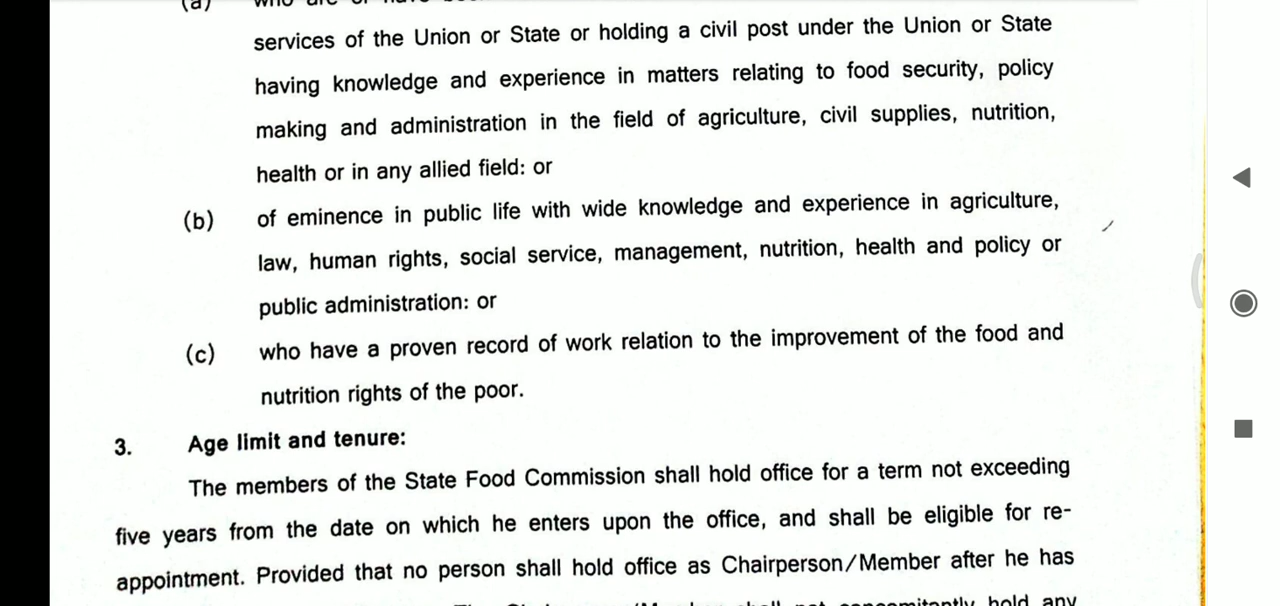 (a)
services of the Union or State or holding a civil post under the Union or State
having knowledge and experience in matters relating to food security, policy
making and administration in the field of agriculture, civil supplies, nutrition,
health or in any allied field: or
(b) of eminence in public life with wide knowledge and experience in agriculture,
law, human rights, social service, management, nutrition, health and policy or
public administration: or
(c) who have a proven record of work relation to the improvement of the food and
nutrition rights of the poor.
3. Age limit and tenure:
The members of the State Food Commission shall hold office for a term not exceeding
five years from the date on which he enters upon the office, and shall be eligible for re-
appointment. Provided that no person shall hold office as Chairperson/Member after he has
shall not concomitantly hold any